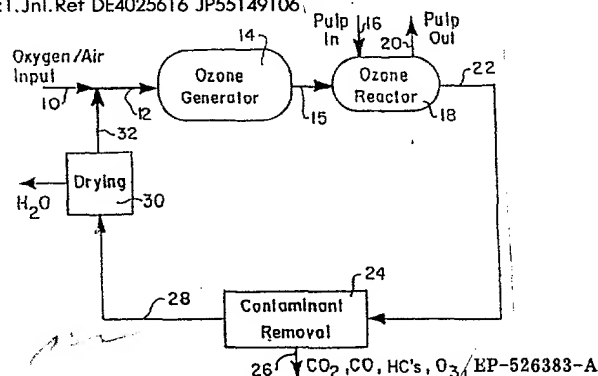 :1.Jnl.Ref DE4025616 JP55149106
Pulp In
16
20
Pulp Out
14
Oxygen/Air Input
10
12
Ozone Generator
15
Ozone Reactor
18
22
32
Drying
30
H₂O
28
24
Contaminant Removal
26
CO₂, CO, HC's, O₃/EP-526383-A